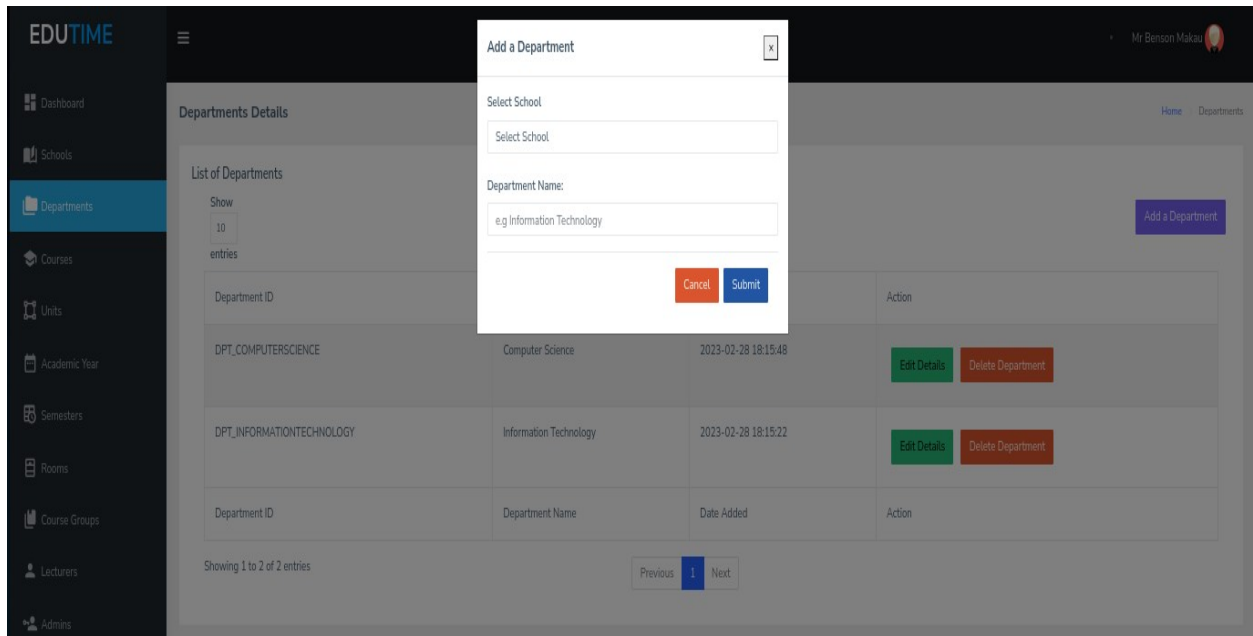 EDUTIME
Mr Benson Makau
Dashboard
Schools
Departments
Courses
Units
Academic Year
Semesters
Rooms
Course Groups
Lecturers
Admins
Departments Details
Home / Departments
List of Departments
Show
10
entries
Add a Department
Department ID
Action
DPT_COMPUTERSCIENCE Computer Science 2023-02-28 18:15:48 Edit Details Delete Department
DPT_INFORMATIONTECHNOLOGY Information Technology 2023-02-28 18:15:22 Edit Details Delete Department
Department ID Department Name Date Added Action
Showing 1 to 2 of 2 entries
Previous 1 Next
Add a Department
x
Select School
Select School
Department Name:
e.g Information Technology
Cancel Submit